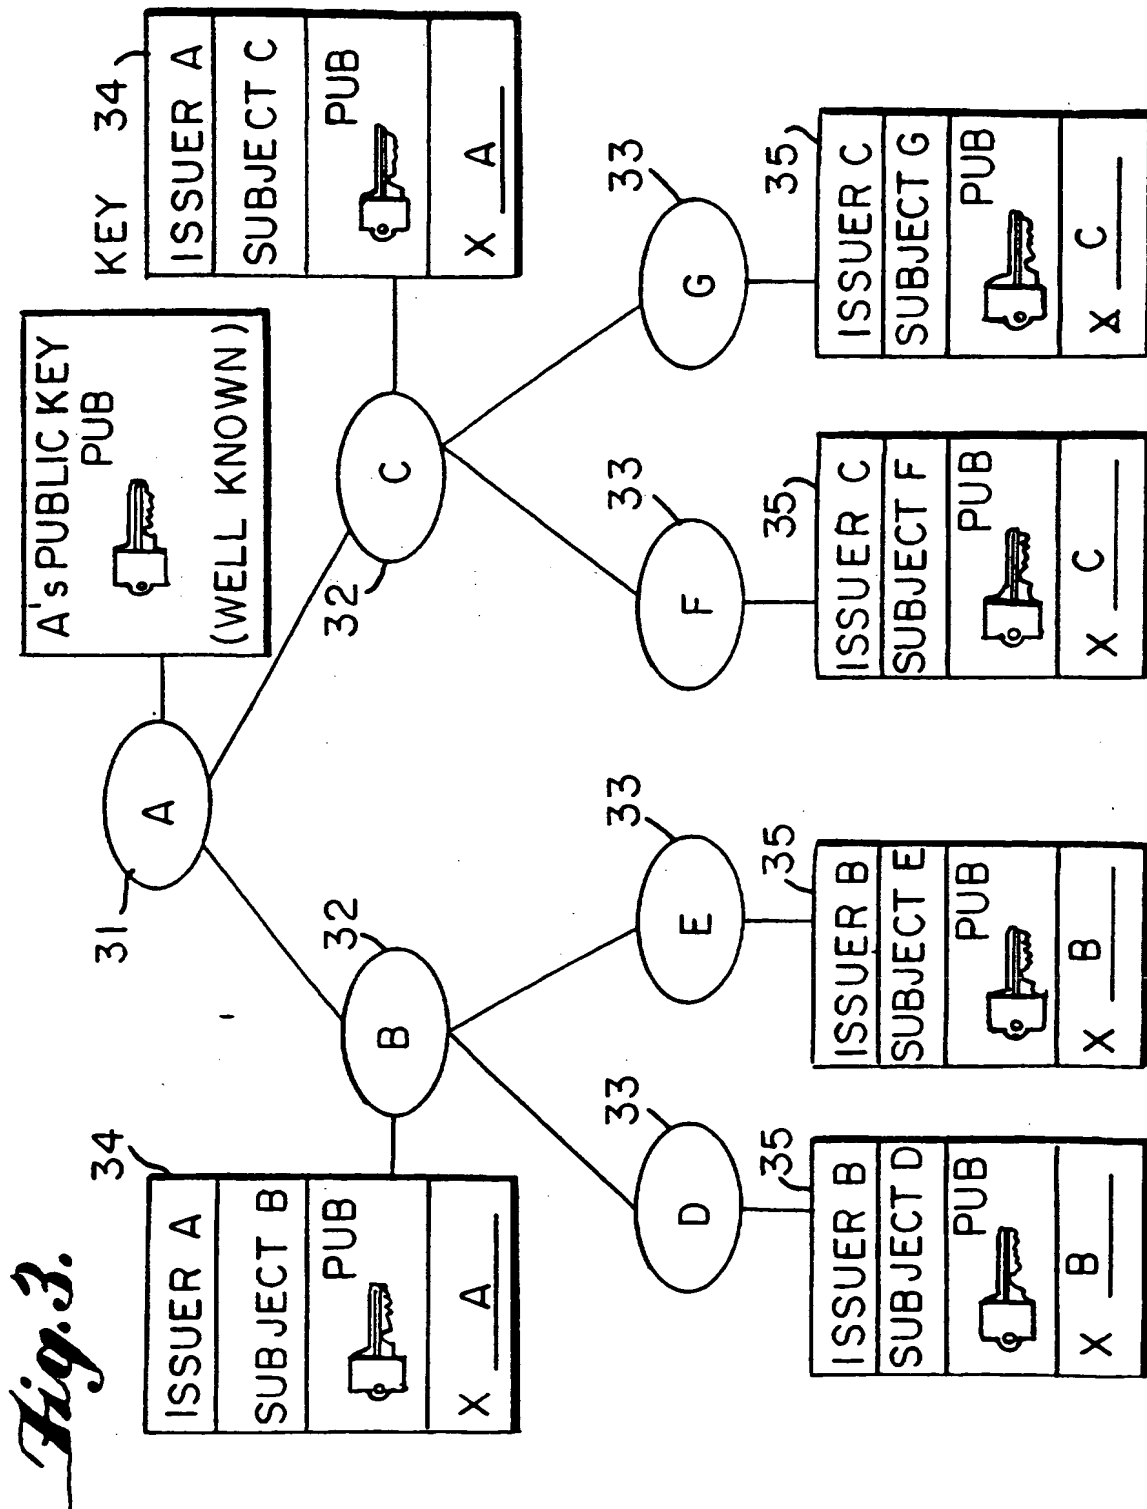 Fig.3.
A's PUBLIC KEY
PUB
(WELL KNOWN)
31
A
KEY 34
ISSUER A
SUBJECT C
PUB
X A
34
ISSUER A
SUBJECT B
PUB
X A
32
B
32
C
33
D
33
E
33
F
33
G
35
ISSUER B
SUBJECT D
PUB
X B
35
ISSUER B
SUBJECT E
PUB
X B
35
ISSUER C
SUBJECT F
PUB
X C
35
ISSUER C
SUBJECT G
PUB
X C